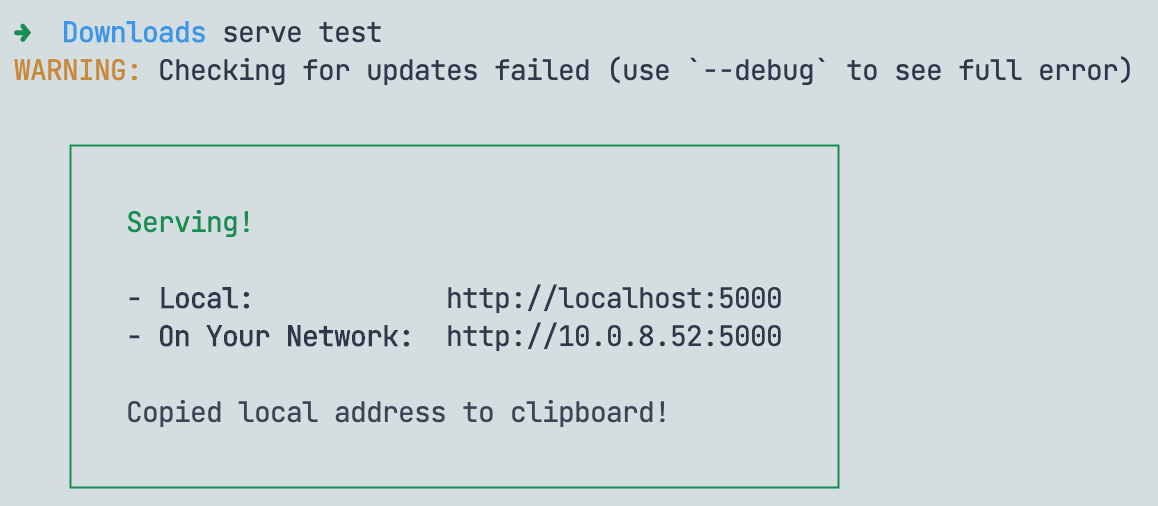 ➜ Downloads serve test
WARNING: Checking for updates failed (use `--debug` to see full error)
Serving!
- Local: http://localhost:5000
- On Your Network: http://10.0.8.52:5000
Copied local address to clipboard!